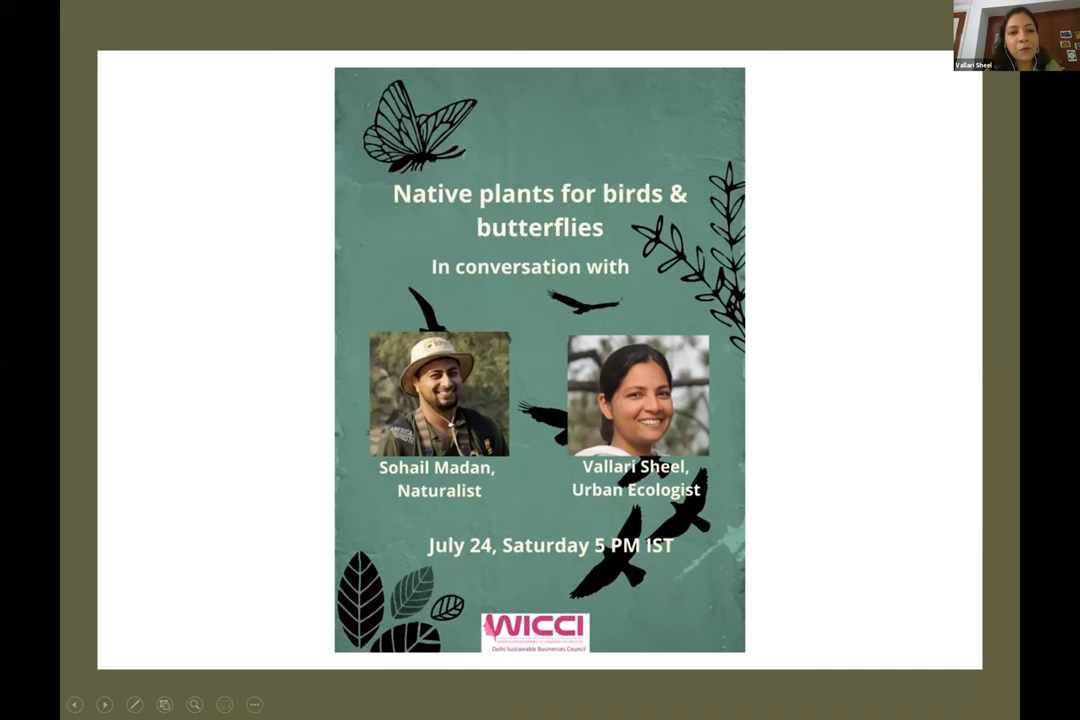 Vallari Sheel
Native plants for birds &
butterflies
In conversation with
Sohail Madan,
Naturalist
Vallari Sheel,
Urban Ecologist
July 24, Saturday 5 PM IST
WICCI
Delhi Sustainable Businesses Council